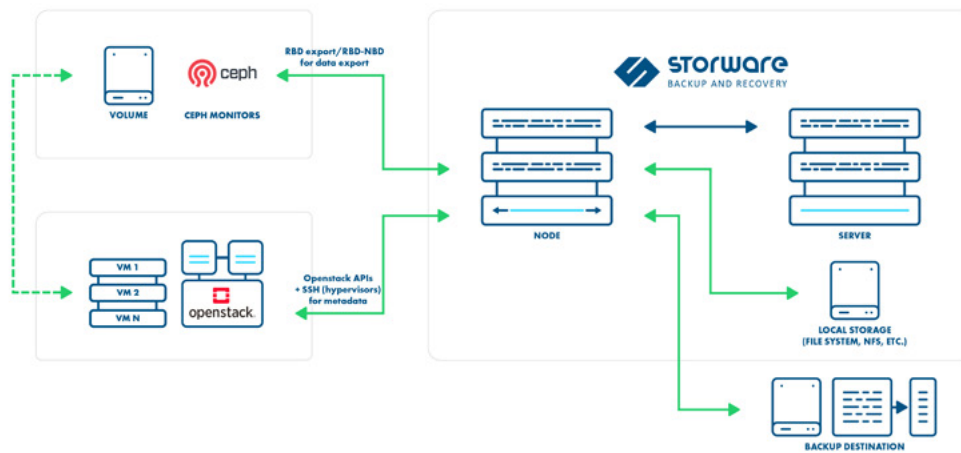 RBD export/RBD-NBD
for data export
ceph
VOLUME
CEPH MONITORS
STORWARE
BACKUP AND RECOVERY
NODE
SERVER
VM 1
VM 2
VM N
openstack.
Openstack APIs
+ SSH (hypervisors)
for metadata
LOCAL STORAGE
(FILE SYSTEM, NFS, ETC.)
BACKUP DESTINATION